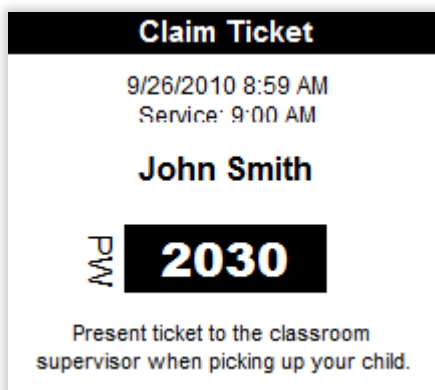 Claim Ticket
9/26/2010 8:59 AM
Service: 9:00 AM
John Smith
PW
2030
Present ticket to the classroom
supervisor when picking up your child.